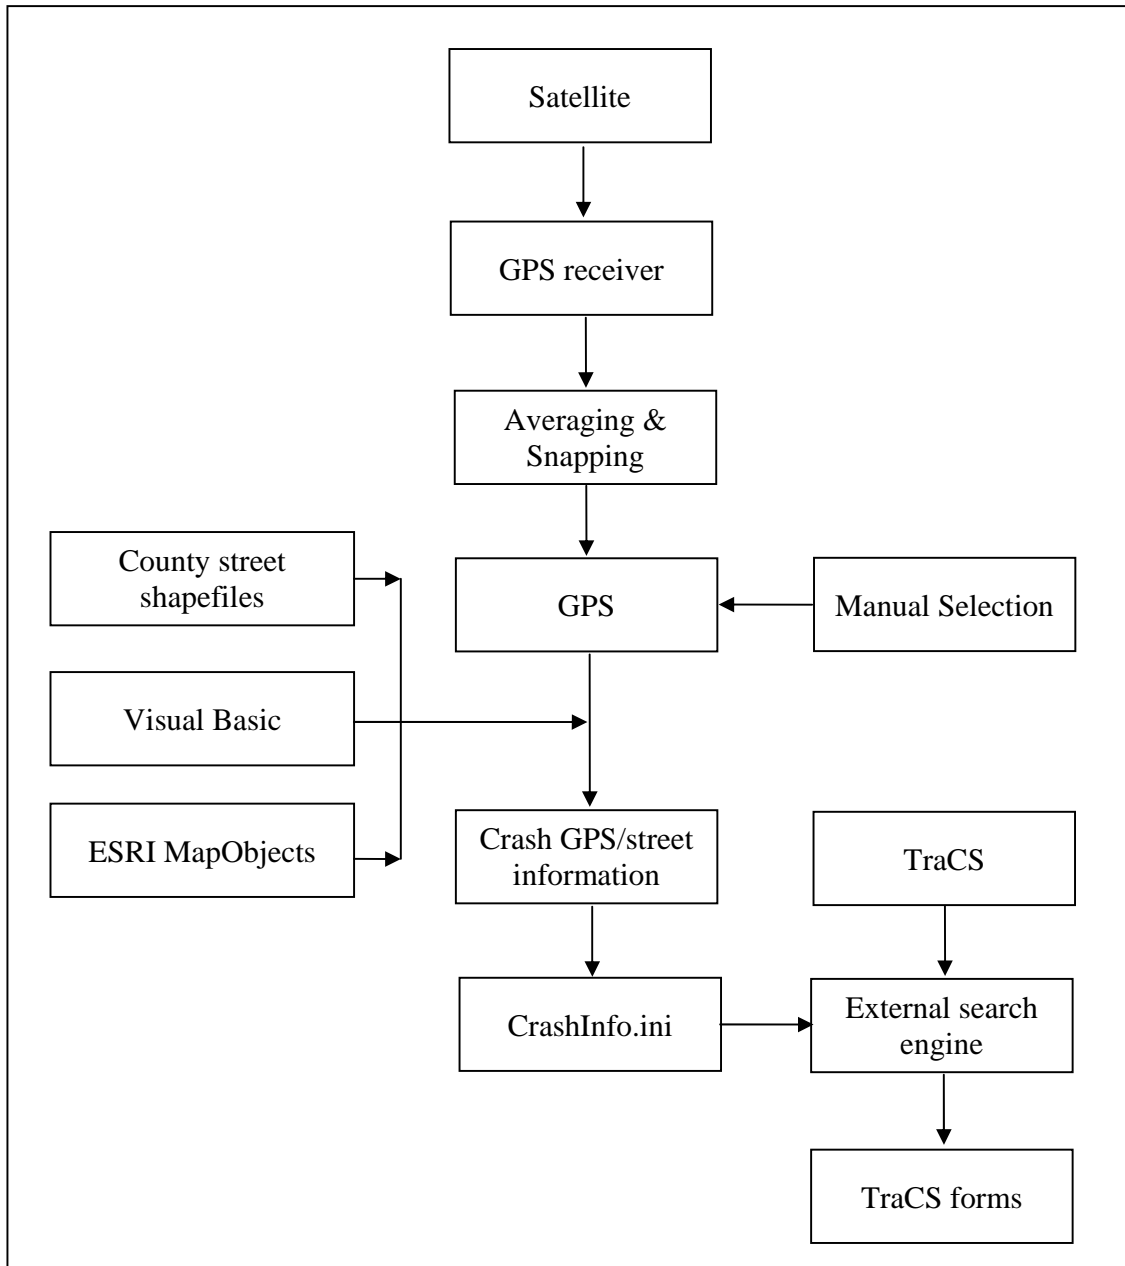 Satellite
GPS receiver
Averaging &
Snapping
County street
shapefiles
GPS
Manual Selection
Visual Basic
ESRI MapObjects
Crash GPS/street
information
TraCS
CrashInfo.ini
External search
engine
TraCS forms